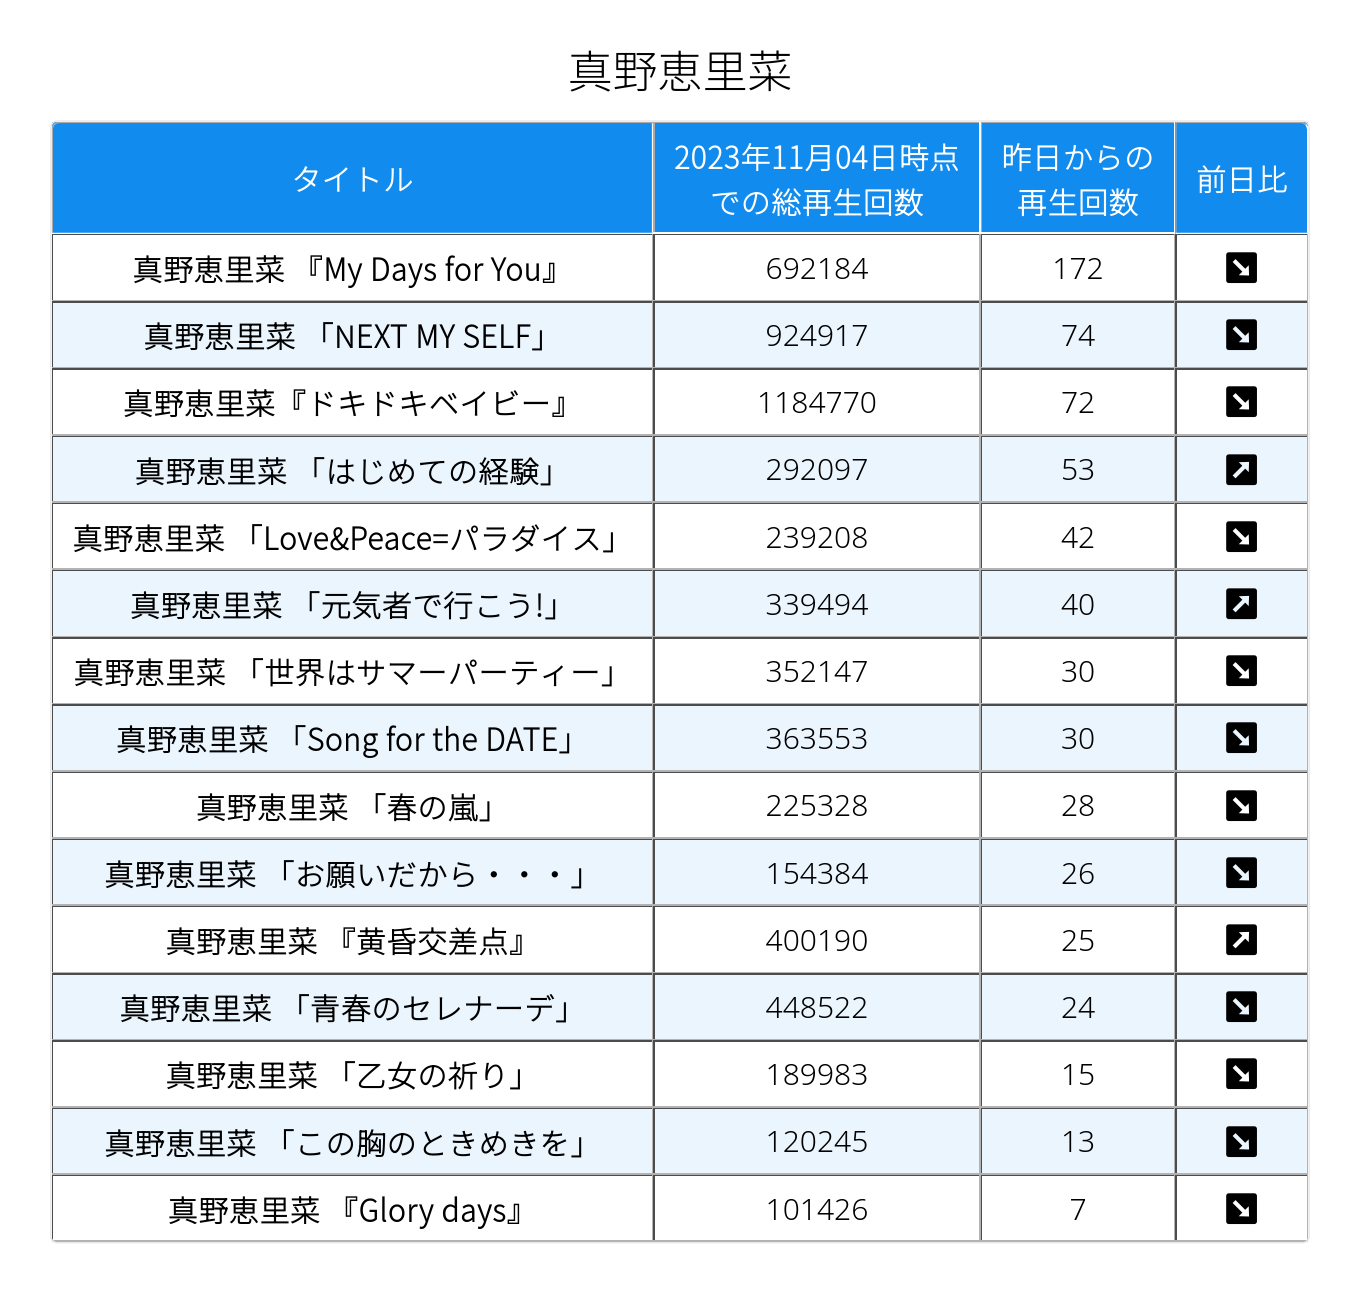 真野恵里菜
タイトル 2023年11月04日時点 昨日からの 前日比
での総再生回数 再生回数
真野恵里菜 『My Days for You』 692184 172 ↘
真野恵里菜 「NEXT MY SELF」 924917 74 ↘
真野恵里菜『ドキドキベイビー』 1184770 72 ↘
真野恵里菜 「はじめての経験」 292097 53 ↗
真野恵里菜 「Love&Peace=パラダイス」 239208 42 ↘
真野恵里菜 「元気者で行こう!」 339494 40 ↗
真野恵里菜 「世界はサマーパーティー」 352147 30 ↘
真野恵里菜 「Song for the DATE」 363553 30 ↘
真野恵里菜 「春の嵐」 225328 28 ↘
真野恵里菜 「お願いだから・・・」 154384 26 ↘
真野恵里菜 『黄昏交差点』 400190 25 ↗
真野恵里菜 「青春のセレナーデ」 448522 24 ↘
真野恵里菜 「乙女の祈り」 189983 15 ↘
真野恵里菜 「この胸のときめきを」 120245 13 ↘
真野恵里菜 『Glory days』 101426 7 ↘